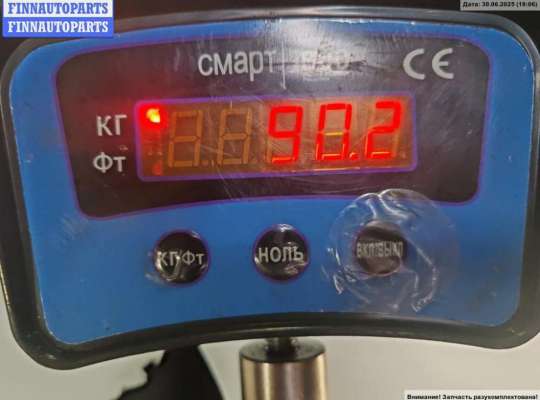 FINNAUTOPARTS
FINNAUTOPARTS
Дата: 30.06.2025 (18:06)
смарт CE
КГ 90.2
Фт
КГ/Фт НОЛЬ ВКЛ/ВЫКЛ
Внимание! Запчасть разукомплектована!